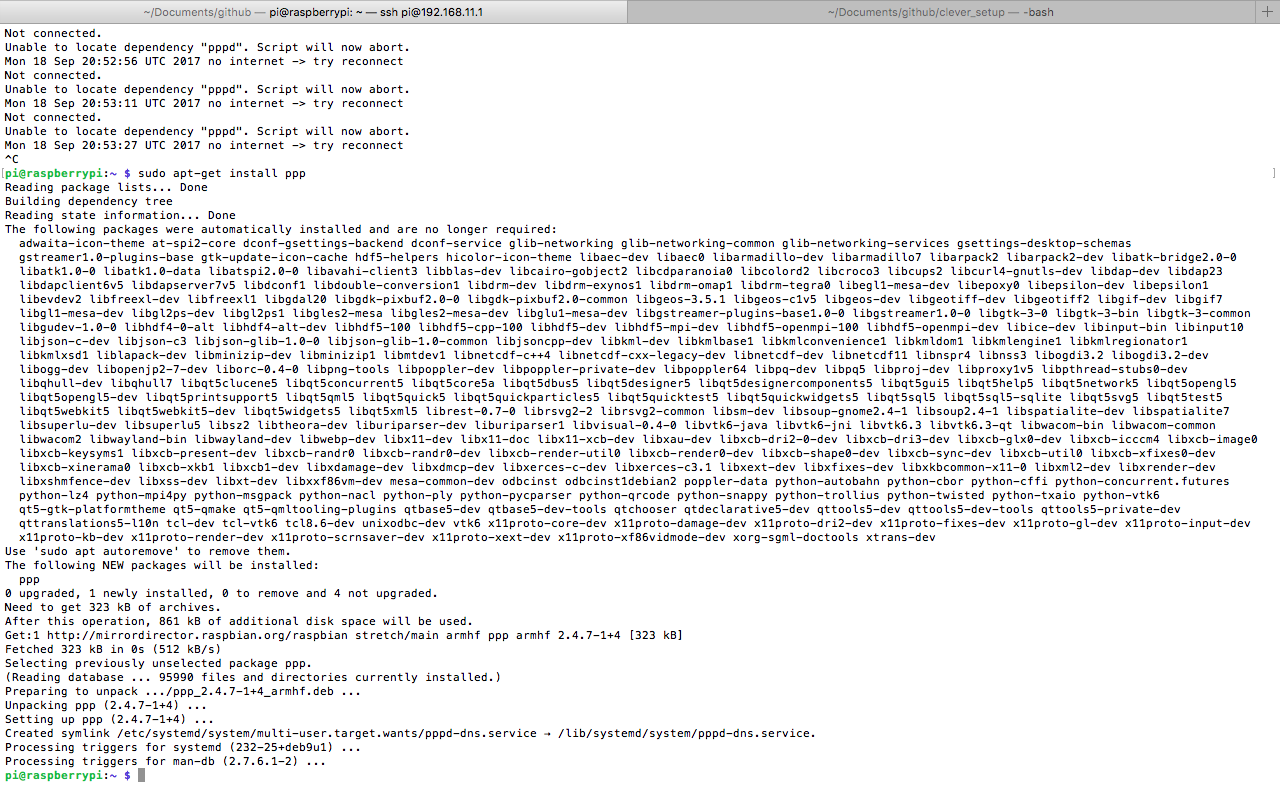 ~/Documents/github — pi@raspberrypi: ~ — ssh pi@192.168.11.1
~/Documents/github/clever_setup — -bash
Not connected.
Unable to locate dependency "pppd". Script will now abort.
Mon 18 Sep 20:52:56 UTC 2017 no internet -> try reconnect
Not connected.
Unable to locate dependency "pppd". Script will now abort.
Mon 18 Sep 20:53:11 UTC 2017 no internet -> try reconnect
Not connected.
Unable to locate dependency "pppd". Script will now abort.
Mon 18 Sep 20:53:27 UTC 2017 no internet -> try reconnect
^C
[pi@raspberrypi:~ $ sudo apt-get install ppp ]
Reading package lists... Done
Building dependency tree
Reading state information... Done
The following packages were automatically installed and are no longer required:
adwaita-icon-theme at-spi2-core dconf-gsettings-backend dconf-service glib-networking glib-networking-common glib-networking-services gsettings-desktop-schemas
gstreamer1.0-plugins-base gtk-update-icon-cache hdf5-helpers hicolor-icon-theme libaec-dev libaec0 libarmadillo-dev libarmadillo7 libarpack2 libarpack2-dev libatk-bridge2.0-0
libatk1.0-0 libatk1.0-data libatspi2.0-0 libavahi-client3 libblas-dev libcairo-gobject2 libcdparanoia0 libcolord2 libcroco3 libcups2 libcurl4-gnutls-dev libdap-dev libdap23
libdapclient6v5 libdapserver7v5 libdconf1 libdouble-conversion1 libdrm-dev libdrm-exynos1 libdrm-omap1 libdrm-tegra0 libegl1-mesa-dev libepoxy0 libepsilon-dev libepsilon1
libevdev2 libfreexl-dev libfreexl1 libgdal20 libgdk-pixbuf2.0-0 libgdk-pixbuf2.0-common libgeos-3.5.1 libgeos-c1v5 libgeos-dev libgeotiff-dev libgeotiff2 libgif-dev libgif7
libgl1-mesa-dev libgl2ps-dev libgl2ps1 libgles2-mesa libgles2-mesa-dev libglu1-mesa-dev libgstreamer-plugins-base1.0-0 libgstreamer1.0-0 libgtk-3-0 libgtk-3-bin libgtk-3-common
libgudev-1.0-0 libhdf4-0-alt libhdf4-alt-dev libhdf5-100 libhdf5-cpp-100 libhdf5-dev libhdf5-mpi-dev libhdf5-openmpi-100 libhdf5-openmpi-dev libice-dev libinput-bin libinput10
libjson-c-dev libjson-c3 libjson-glib-1.0-0 libjson-glib-1.0-common libjsoncpp-dev libkml-dev libkmlbase1 libkmlconvenience1 libkmldom1 libkmlengine1 libkmlregionator1
libkmlxsd1 liblapack-dev libminizip-dev libminizip1 libmtdev1 libnetcdf-c++4 libnetcdf-cxx-legacy-dev libnetcdf-dev libnetcdf11 libnspr4 libnss3 libogdi3.2 libogdi3.2-dev
libogg-dev libopenjp2-7-dev liborc-0.4-0 libpng-tools libpoppler-dev libpoppler-private-dev libpoppler64 libpq-dev libpq5 libproj-dev libproxy1v5 libpthread-stubs0-dev
libqhull-dev libqhull7 libqt5clucene5 libqt5concurrent5 libqt5core5a libqt5dbus5 libqt5designer5 libqt5designercomponents5 libqt5gui5 libqt5help5 libqt5network5 libqt5opengl5
libqt5opengl5-dev libqt5printsupport5 libqt5qml5 libqt5quick5 libqt5quickparticles5 libqt5quicktest5 libqt5quickwidgets5 libqt5sql5 libqt5sql5-sqlite libqt5svg5 libqt5test5
libqt5webkit5 libqt5webkit5-dev libqt5widgets5 libqt5xml5 librest-0.7-0 librsvg2-2 librsvg2-common libsm-dev libsoup-gnome2.4-1 libsoup2.4-1 libspatialite-dev libspatialite7
libsuperlu-dev libsuperlu5 libsz2 libtheora-dev liburiparser-dev liburiparser1 libvisual-0.4-0 libvtk6-java libvtk6-jni libvtk6.3 libvtk6.3-qt libwacom-bin libwacom-common
libwacom2 libwayland-bin libwayland-dev libwebp-dev libx11-dev libx11-doc libx11-xcb-dev libxau-dev libxcb-dri2-0-dev libxcb-dri3-dev libxcb-glx0-dev libxcb-icccm4 libxcb-image0
libxcb-keysyms1 libxcb-present-dev libxcb-randr0 libxcb-randr0-dev libxcb-render-util0 libxcb-render0-dev libxcb-shape0-dev libxcb-sync-dev libxcb-util0 libxcb-xfixes0-dev
libxcb-xinerama0 libxcb-xkb1 libxcb1-dev libxdamage-dev libxdmcp-dev libxerces-c-dev libxerces-c3.1 libxext-dev libxfixes-dev libxkbcommon-x11-0 libxml2-dev libxrender-dev
libxshmfence-dev libxss-dev libxt-dev libxxf86vm-dev mesa-common-dev odbcinst odbcinst1debian2 poppler-data python-autobahn python-cbor python-cffi python-concurrent.futures
python-lz4 python-mpi4py python-msgpack python-nacl python-ply python-pycparser python-qrcode python-snappy python-trollius python-twisted python-txaio python-vtk6
qt5-gtk-platformtheme qt5-qmake qt5-qmltooling-plugins qtbase5-dev qtbase5-dev-tools qtchooser qtdeclarative5-dev qttools5-dev qttools5-dev-tools qttools5-private-dev
qttranslations5-l10n tcl-dev tcl-vtk6 tcl8.6-dev unixodbc-dev vtk6 x11proto-core-dev x11proto-damage-dev x11proto-dri2-dev x11proto-fixes-dev x11proto-gl-dev x11proto-input-dev
x11proto-kb-dev x11proto-render-dev x11proto-scrnsaver-dev x11proto-xext-dev x11proto-xf86vidmode-dev xorg-sgml-doctools xtrans-dev
Use 'sudo apt autoremove' to remove them.
The following NEW packages will be installed:
ppp
0 upgraded, 1 newly installed, 0 to remove and 4 not upgraded.
Need to get 323 kB of archives.
After this operation, 861 kB of additional disk space will be used.
Get:1 http://mirrordirector.raspbian.org/raspbian stretch/main armhf ppp armhf 2.4.7-1+4 [323 kB]
Fetched 323 kB in 0s (512 kB/s)
Selecting previously unselected package ppp.
(Reading database ... 95990 files and directories currently installed.)
Preparing to unpack .../ppp_2.4.7-1+4_armhf.deb ...
Unpacking ppp (2.4.7-1+4) ...
Setting up ppp (2.4.7-1+4) ...
Created symlink /etc/systemd/system/multi-user.target.wants/pppd-dns.service → /lib/systemd/system/pppd-dns.service.
Processing triggers for systemd (232-25+deb9u1) ...
Processing triggers for man-db (2.7.6.1-2) ...
pi@raspberrypi:~ $